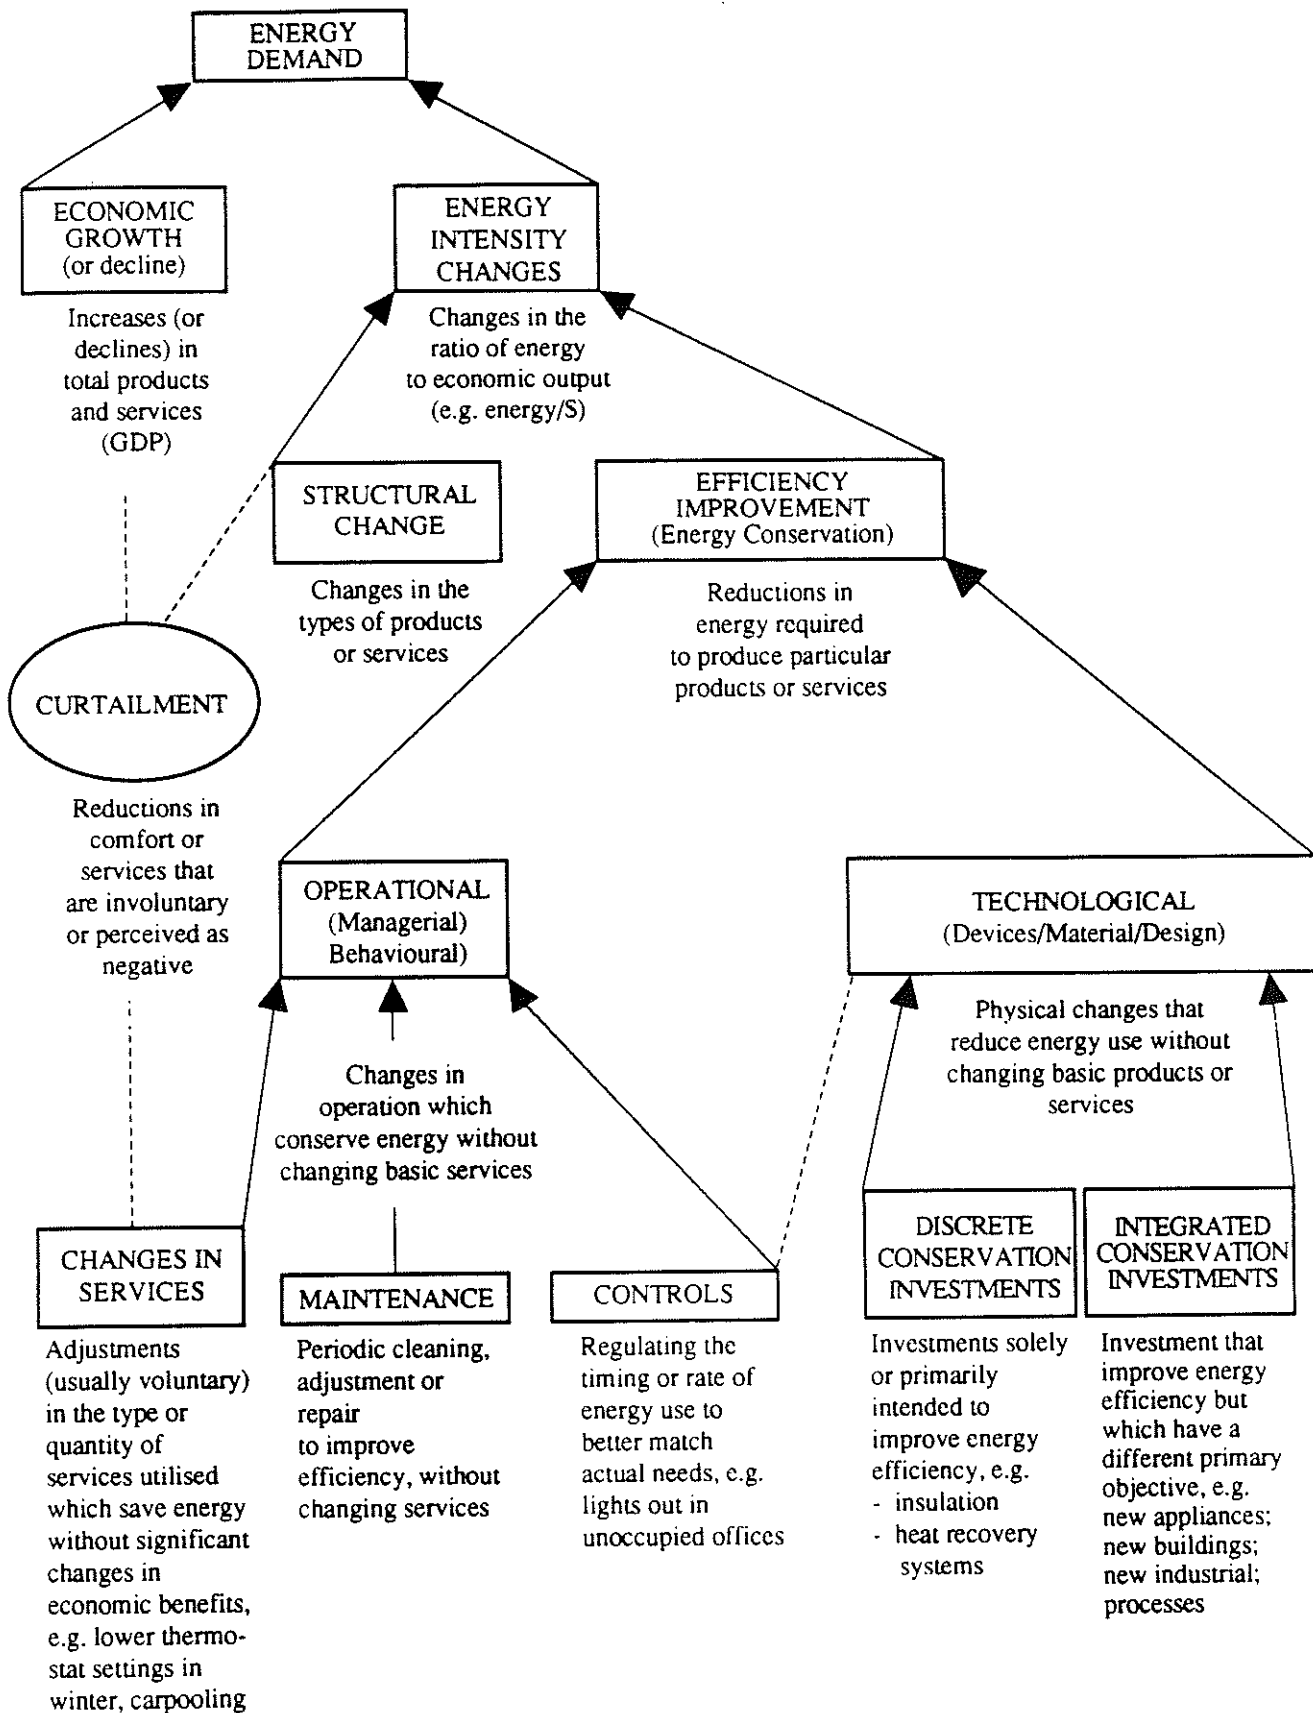 ENERGY
DEMAND
ECONOMIC
GROWTH
(or decline)
Increases (or
declines) in
total products
and services
(GDP)
ENERGY
INTENSITY
CHANGES
Changes in the
ratio of energy
to economic output
(e.g. energy/S)
STRUCTURAL
CHANGE
Changes in the
types of products
or services
EFFICIENCY
IMPROVEMENT
(Energy Conservation)
Reductions in
energy required
to produce particular
products or services
CURTAILMENT
Reductions in
comfort or
services that
are involuntary
or perceived as
negative
OPERATIONAL
(Managerial)
Behavioural)
Changes in
operation which
conserve energy without
changing basic services
TECHNOLOGICAL
(Devices/Material/Design)
Physical changes that
reduce energy use without
changing basic products or
services
CHANGES IN
SERVICES
Adjustments
(usually voluntary)
in the type or
quantity of
services utilised
which save energy
without significant
changes in
economic benefits,
e.g. lower thermo-
stat settings in
winter, carpooling
MAINTENANCE
Periodic cleaning,
adjustment or
repair
to improve
efficiency, without
changing services
CONTROLS
Regulating the
timing or rate of
energy use to
better match
actual needs, e.g.
lights out in
unoccupied offices
DISCRETE
CONSERVATION
INVESTMENTS
Investments solely
or primarily
intended to
improve energy
efficiency, e.g.
- insulation
- heat recovery
systems
INTEGRATED
CONSERVATION
INVESTMENTS
Investment that
improve energy
efficiency but
which have a
different primary
objective, e.g.
new appliances;
new buildings;
new industrial;
processes